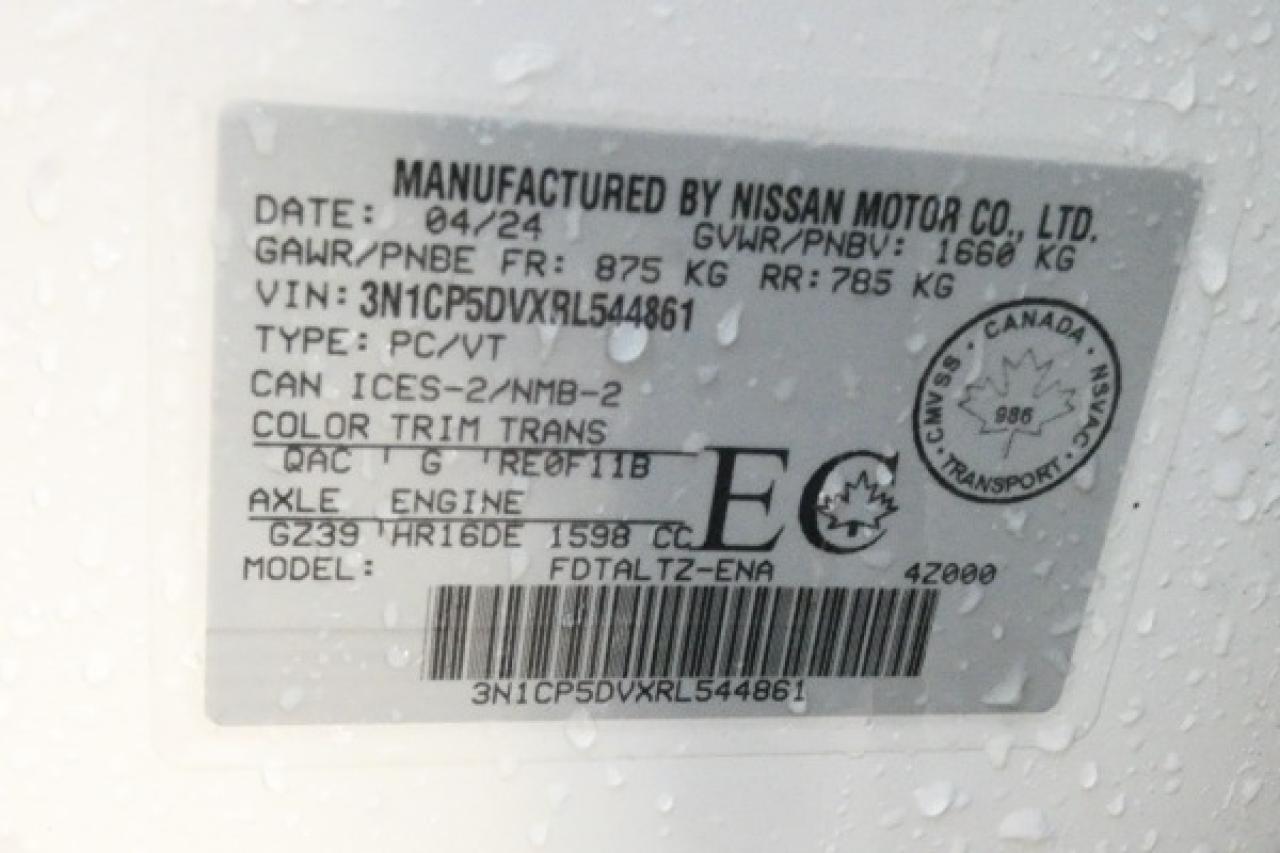 MANUFACTURED BY NISSAN MOTOR CO., LTD.
DATE: 04/24 GVWR/PNBV: 1660 KG
GAWR/PNBE FR: 875 KG RR:785 KG
VIN: 3N1CP5DVXRL544861
TYPE: PC/VT
CAN ICES-2/NMB-2
COLOR TRIM TRANS
QAC G RE0F11B
AXLE ENGINE
GZ39 HR16DE 1598 CC
EC
MODEL: FDTALTZ-ENA 4Z000
3N1CP5DVXRL544861
CANADA · NSVAC · TRANSPORT · CMVSS ·
986